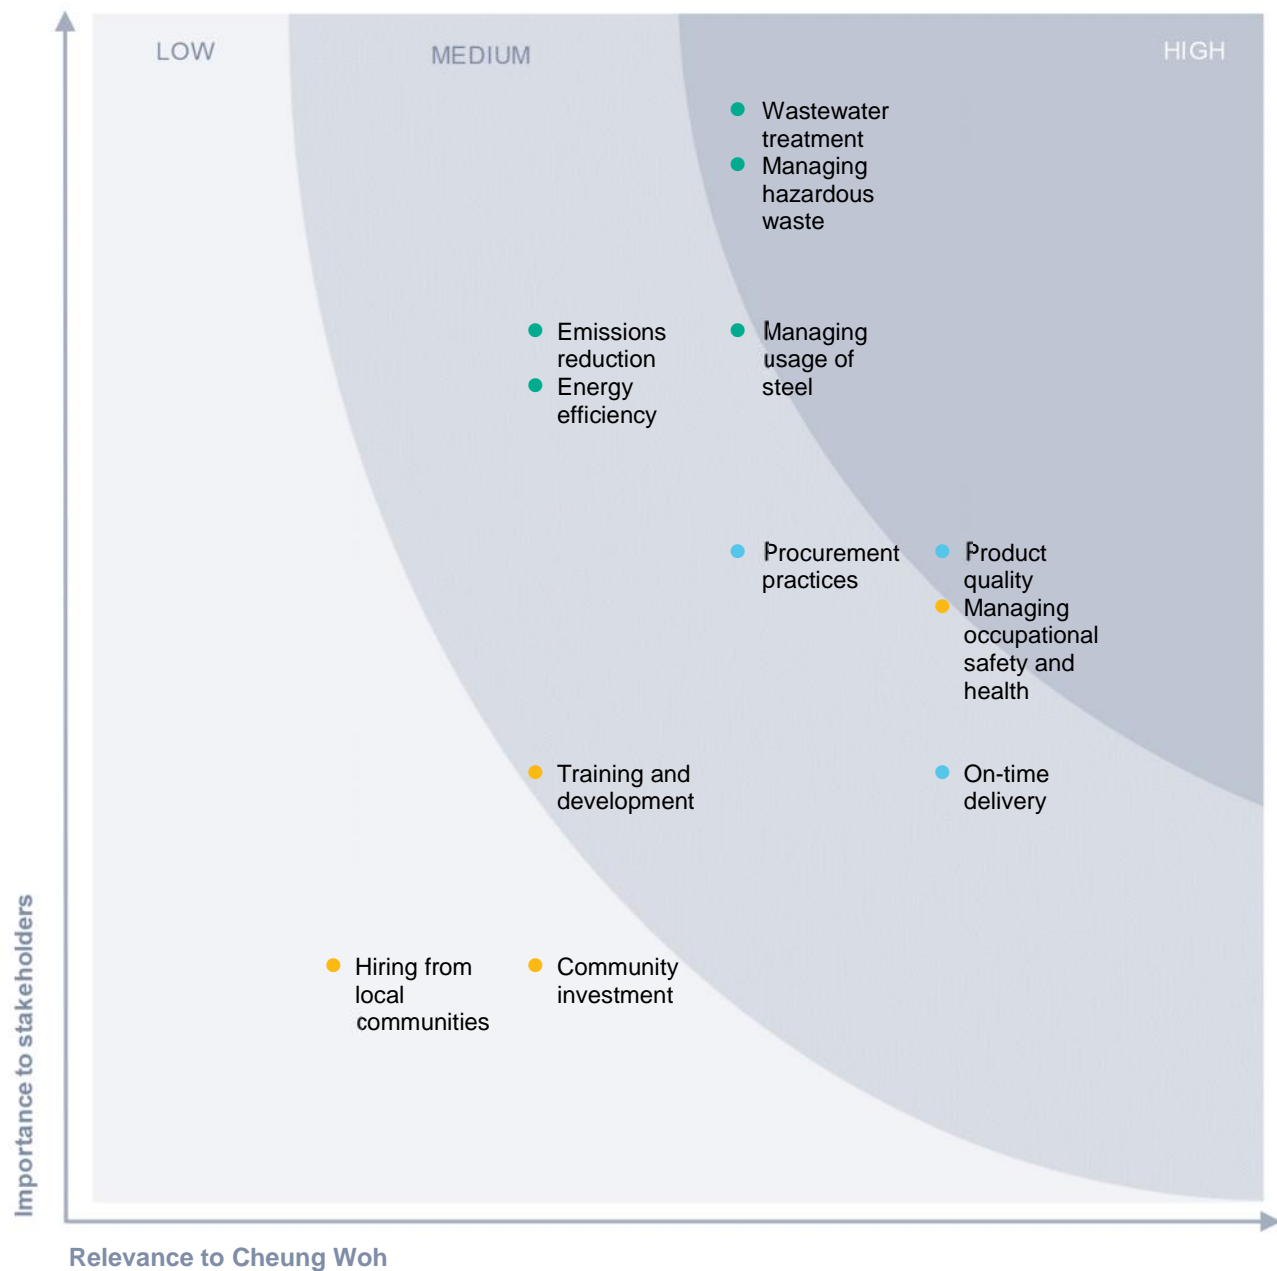 LOW
MEDIUM
HIGH
Wastewater
treatment
Managing
hazardous
waste
Emissions
reduction
Energy
efficiency
Managing
usage of
steel
Procurement
practices
Product
quality
Managing
occupational
safety and
health
Training and
development
On-time
delivery
Hiring from
local
communities
Community
investment
Importance to stakeholders
Relevance to Cheung Woh